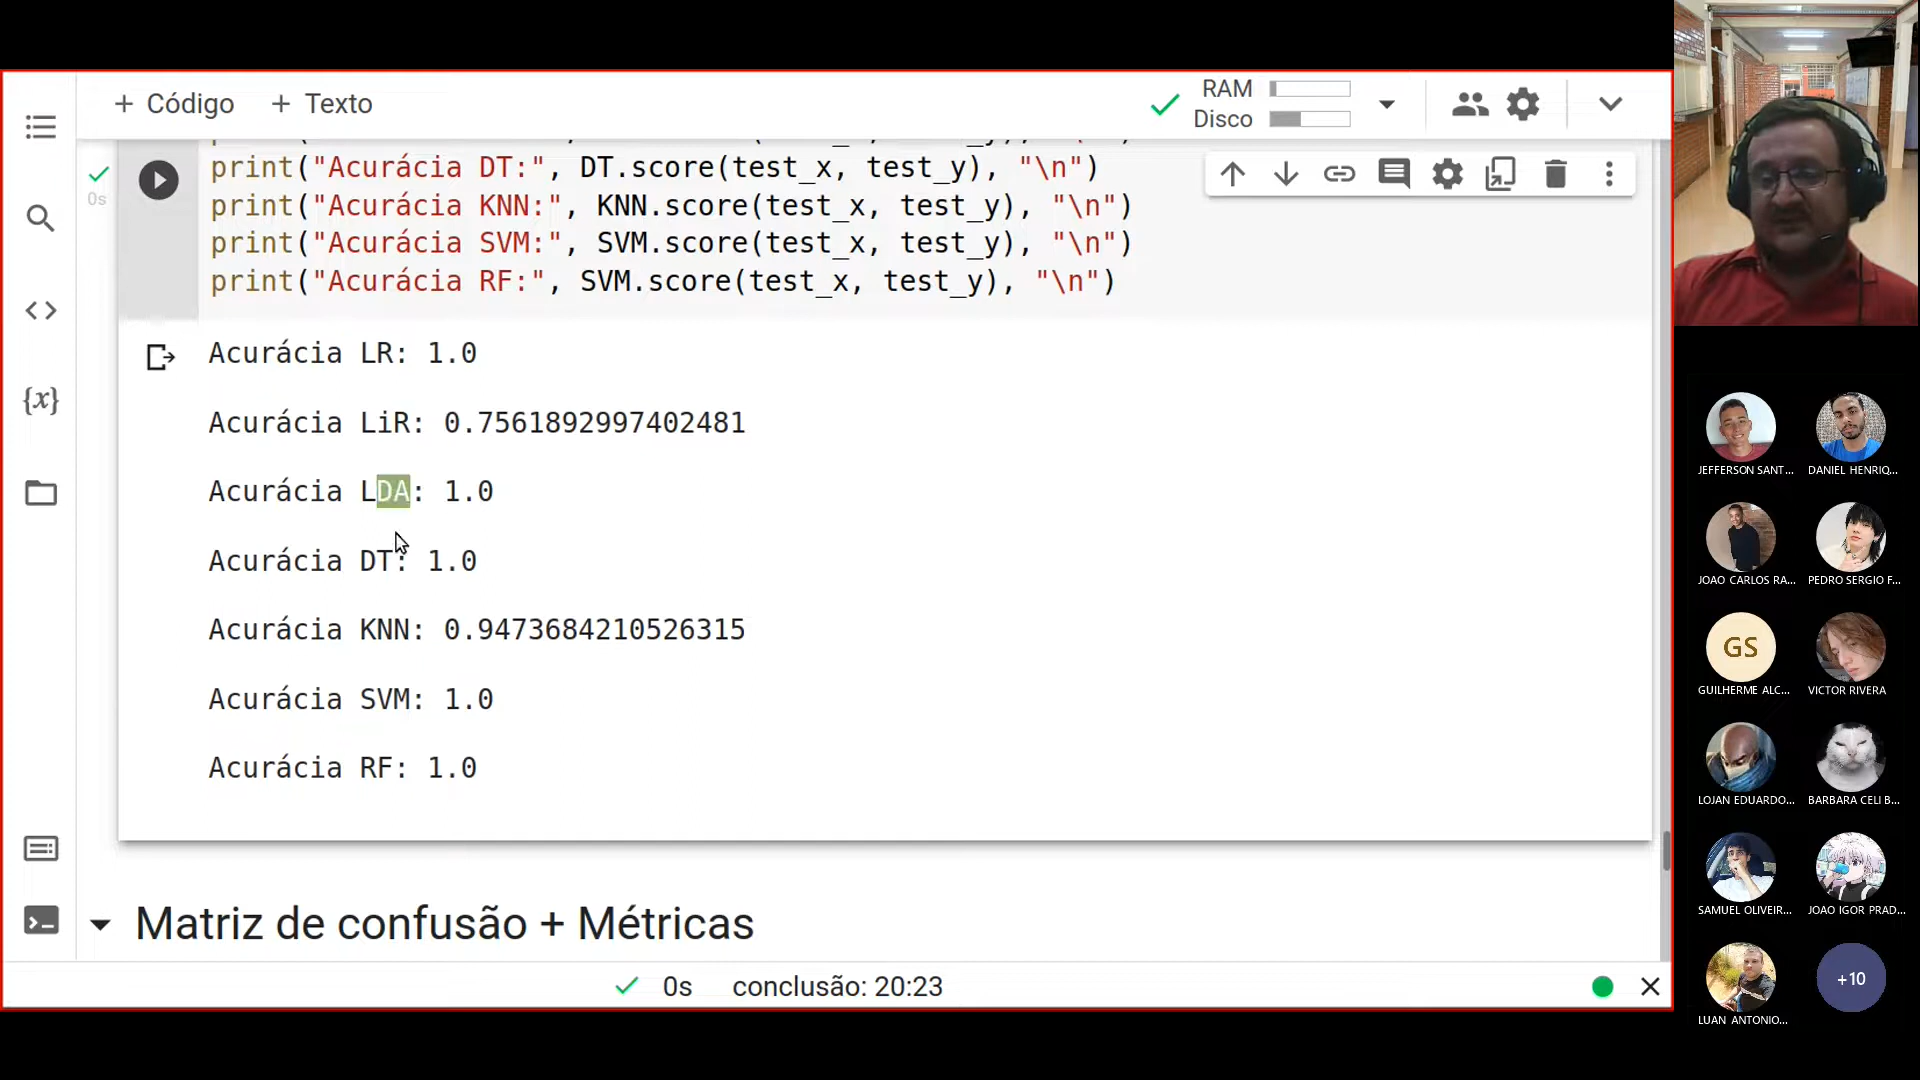 + Código + Texto
RAM
Disco
0s
print("Acurácia DT:", DT.score(test_x, test_y), "\n")
print("Acurácia KNN:", KNN.score(test_x, test_y), "\n")
print("Acurácia SVM:", SVM.score(test_x, test_y), "\n")
print("Acurácia RF:", SVM.score(test_x, test_y), "\n")
{x}
Acurácia LR: 1.0
Acurácia LiR: 0.7561892997402481
Acurácia LDA: 1.0
Acurácia DT: 1.0
Acurácia KNN: 0.9473684210526315
Acurácia SVM: 1.0
Acurácia RF: 1.0
Matriz de confusão + Métricas
0s conclusão: 20:23
JEFFERSON SANT...
DANIEL HENRIQ...
JOAO CARLOS RA...
PEDRO SERGIO F...
GS
GUILHERME ALC...
VICTOR RIVERA
LOJAN EDUARDO...
BARBARA CELI B...
SAMUEL OLIVEIR...
JOAO IGOR PRAD...
LUAN ANTONIO...
+10